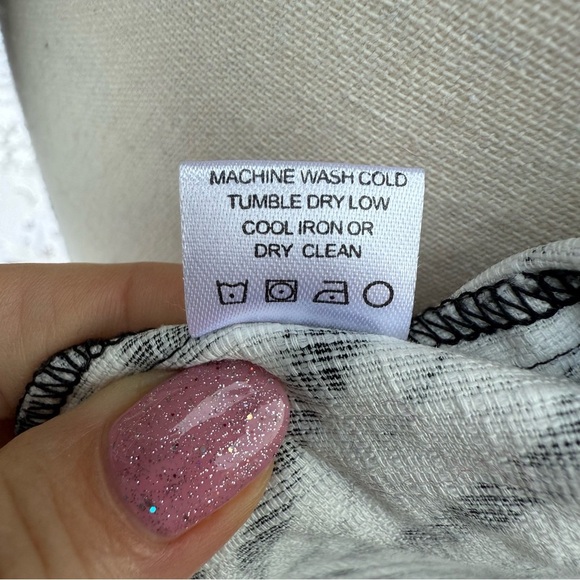 MACHINE WASH COLD
TUMBLE DRY LOW
COOL IRON OR
DRY CLEAN